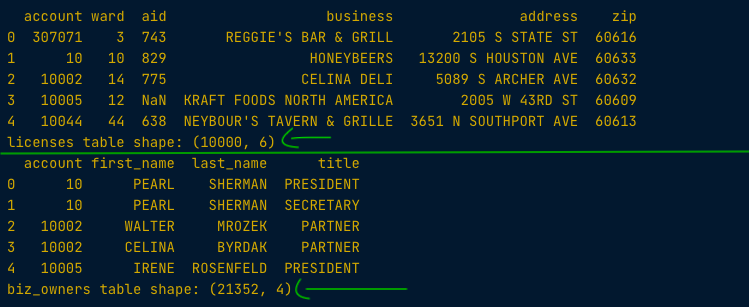 account ward aid business address zip
0 307071 3 743 REGGIE'S BAR & GRILL 2105 S STATE ST 60616
1 10 10 829 HONEYBEERS 13200 S HOUSTON AVE 60633
2 10002 14 775 CELINA DELI 5089 S ARCHER AVE 60632
3 10005 12 NaN KRAFT FOODS NORTH AMERICA 2005 W 43RD ST 60609
4 10044 44 638 NEYBOUR'S TAVERN & GRILLE 3651 N SOUTHPORT AVE 60613
licenses table shape: (10000, 6)
account first_name last_name title
0 10 PEARL SHERMAN PRESIDENT
1 10 PEARL SHERMAN SECRETARY
2 10002 WALTER MROZEK PARTNER
3 10002 CELINA BYRDAK PARTNER
4 10005 IRENE ROSENFELD PRESIDENT
biz_owners table shape: (21352, 4)